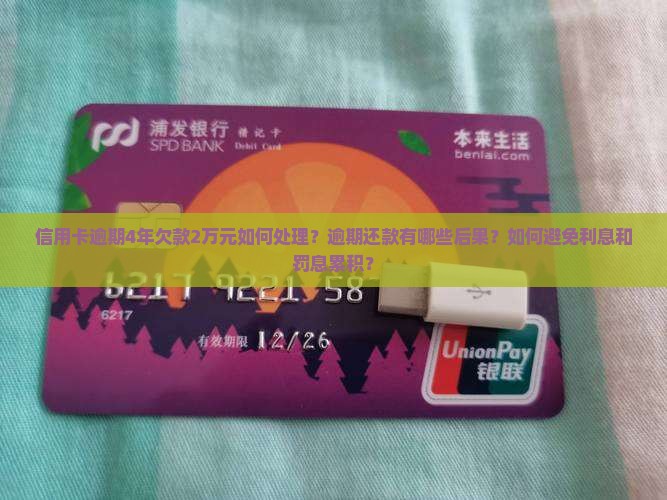 浦发银行 借记卡
SPD BANK Debit Card
本来生活
benlai.com
信用卡逾期4年欠款2万元如何处理？逾期还款有哪些后果？如何避免利息和
罚息累积？
6217 9221 58
6217
有效期限 12/26
UnionPay
银联